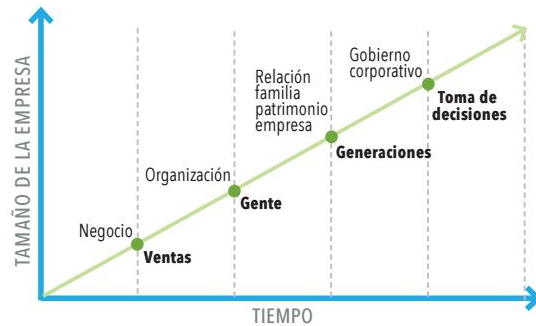 Gobierno
corporativo
Toma de
decisiones
Relación
familia
patrimonio
empresa
Generaciones
Organización
Gente
Negocio
Ventas
TAMAÑO DE LA EMPRESA
TIEMPO